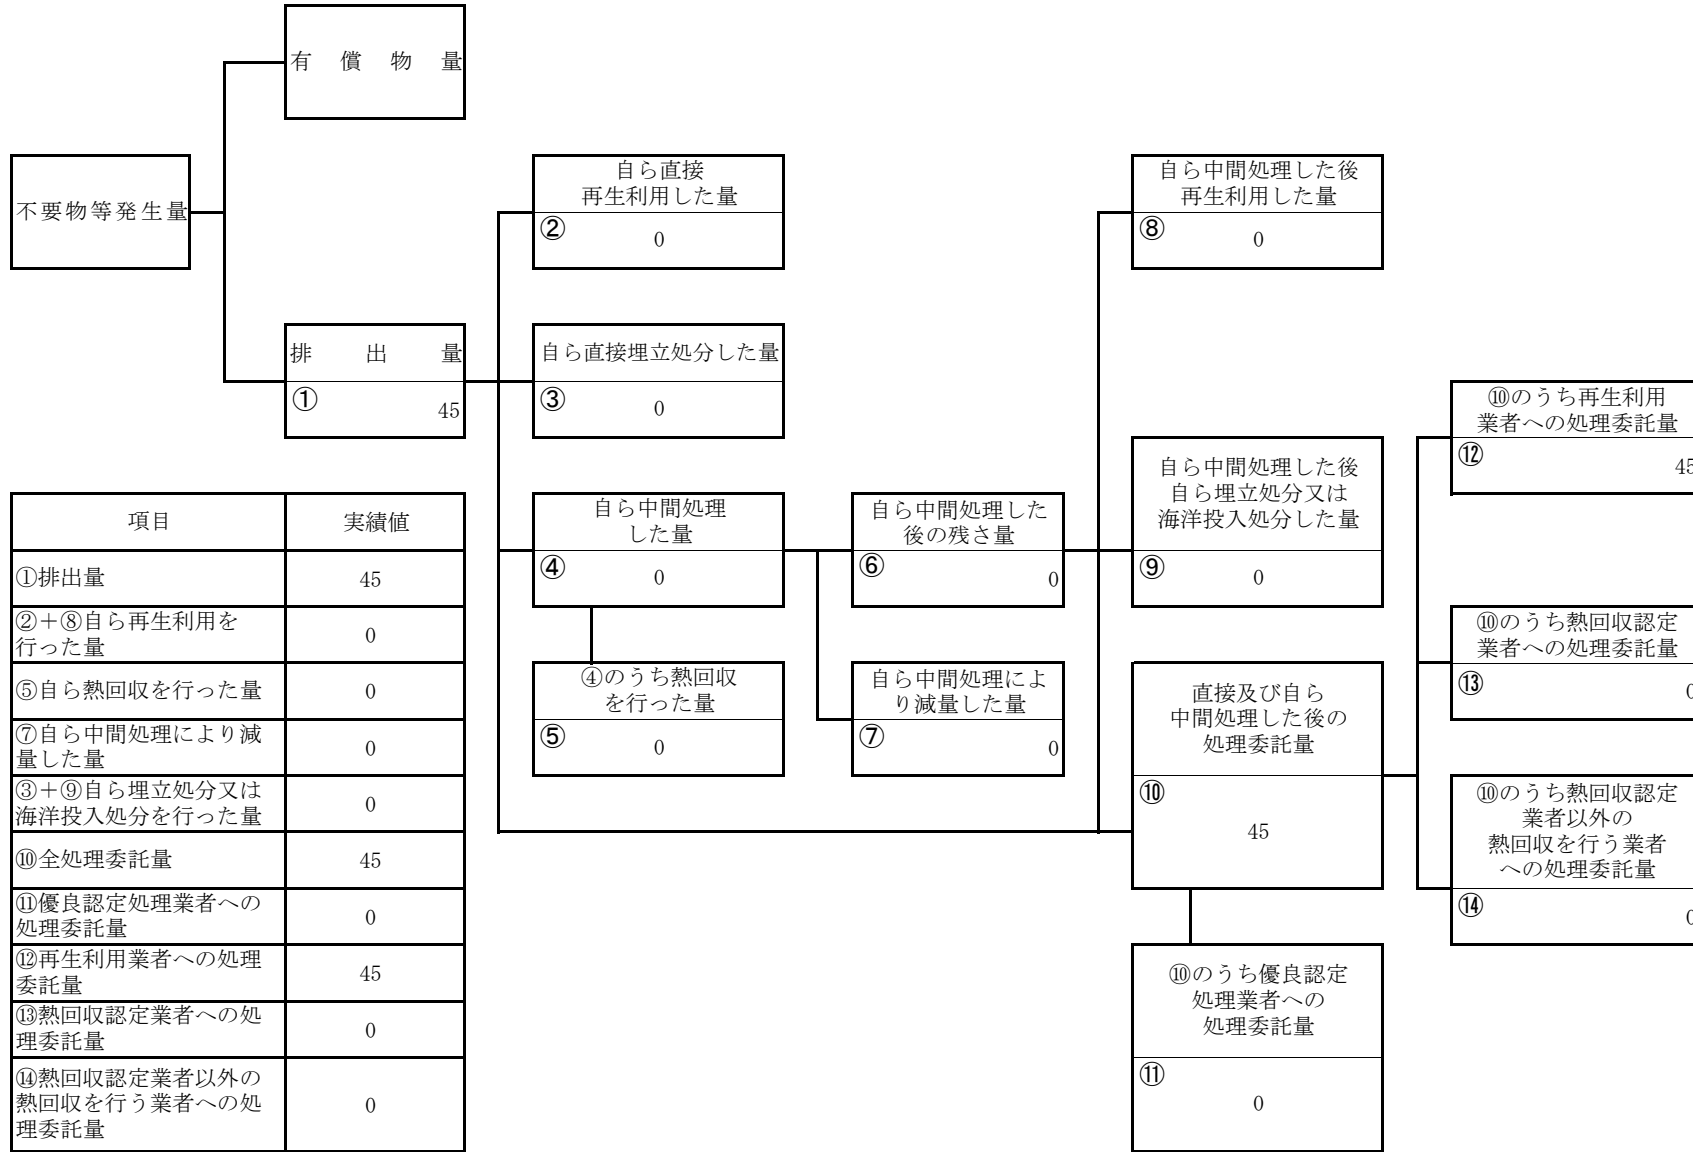 有償物量
不要物等発生量
排出量
①
45
自ら直接
再生利用した量
②
0
自ら直接埋立処分した量
③
0
自ら中間処理
した量
④
0
④のうち熱回収
を行った量
⑤
0
自ら中間処理した
後の残さ量
⑥
0
自ら中間処理によ
り減量した量
⑦
0
自ら中間処理した後
再生利用した量
⑧
0
自ら中間処理した後
自ら埋立処分又は
海洋投入処分した量
⑨
0
直接及び自ら
中間処理した後の
処理委託量
⑩
45
⑩のうち優良認定
処理業者への
処理委託量
⑪
0
⑩のうち再生利用
業者への処理委託量
⑫
45
⑩のうち熱回収認定
業者への処理委託量
⑬
0
⑩のうち熱回収認定
業者以外の
熱回収を行う業者
への処理委託量
⑭
0
項目 実績値
①排出量 45
②+⑧自ら再生利用を
行った量 0
⑤自ら熱回収を行った量 0
⑦自ら中間処理により減
量した量 0
③+⑨自ら埋立処分又は
海洋投入処分を行った量 0
⑩全処理委託量 45
⑪優良認定処理業者への
処理委託量 0
⑫再生利用業者への処理
委託量 45
⑬熱回収認定業者への処
理委託量 0
⑭熱回収認定業者以外の
熱回収を行う業者への処
理委託量 0